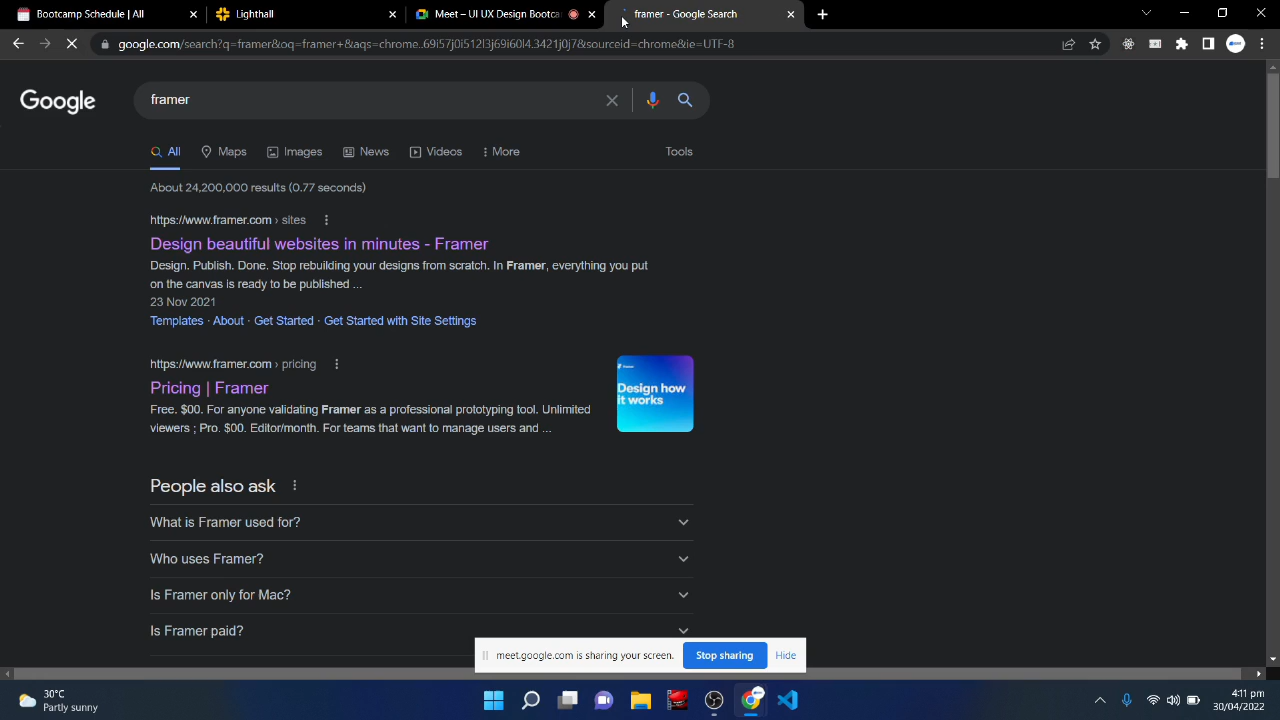 Bootcamp Schedule | All
Lighthall
Meet – UI UX Design Bootca
framer - Google Search
google.com/search?q=framer&oq=framer+&aqs=chrome..69i57j0i512l3j69i60l4.3421j0j7&sourceid=chrome&ie=UTF-8
Google
framer
All
Maps
Images
News
Videos
More
Tools
About 24,200,000 results (0.77 seconds)
https://www.framer.com › sites
Design beautiful websites in minutes - Framer
Design. Publish. Done. Stop rebuilding your designs from scratch. In Framer, everything you put
on the canvas is ready to be published ...
23 Nov 2021
Templates · About · Get Started · Get Started with Site Settings
https://www.framer.com › pricing
Pricing | Framer
Free. $00. For anyone validating Framer as a professional prototyping tool. Unlimited
viewers ; Pro. $00. Editor/month. For teams that want to manage users and ...
Framer
Design how
it works
People also ask
What is Framer used for?
Who uses Framer?
Is Framer only for Mac?
Is Framer paid?
meet.google.com is sharing your screen.
Stop sharing
Hide
30°C
Partly sunny
4:11 pm
30/04/2022